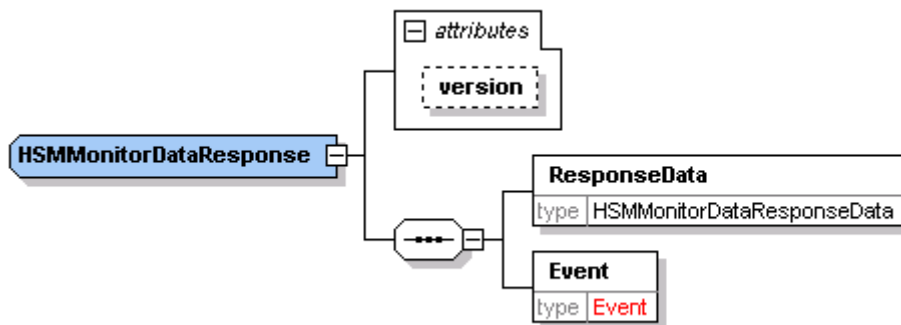 attributes
version
HSMMonitorDataResponse
ResponseData
type HSMMonitorDataResponseData
Event
type Event